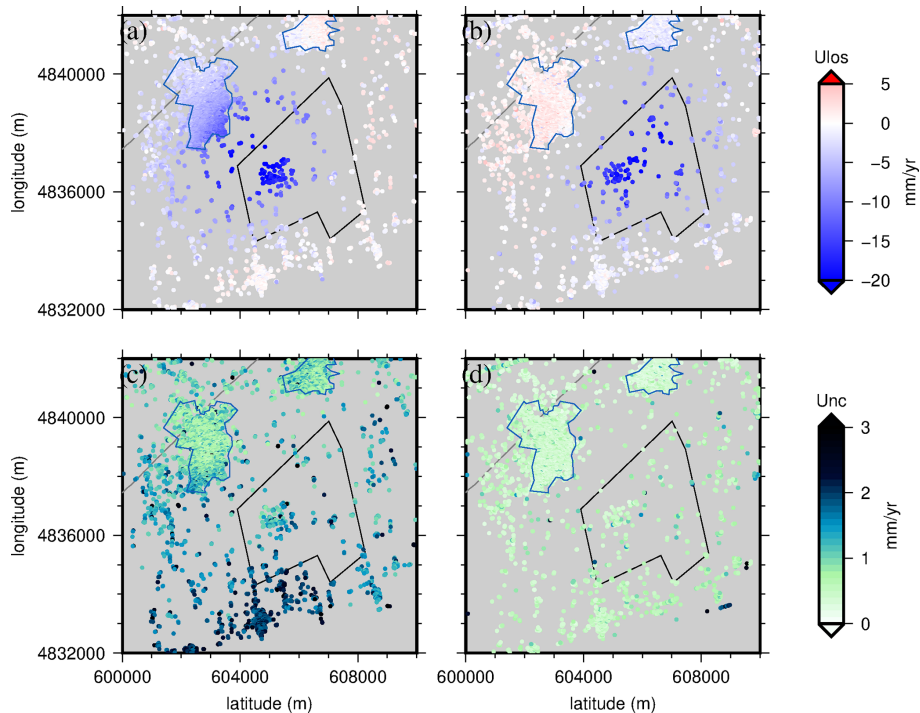 (a)
(b)
4840000
4836000
4832000
longitude (m)
Ulos
5
0
−5
−10
−15
−20
mm/yr
(c)
(d)
4840000
4836000
4832000
longitude (m)
600000
604000
608000
latitude (m)
600000
604000
608000
latitude (m)
Unc
3
2
1
0
mm/yr